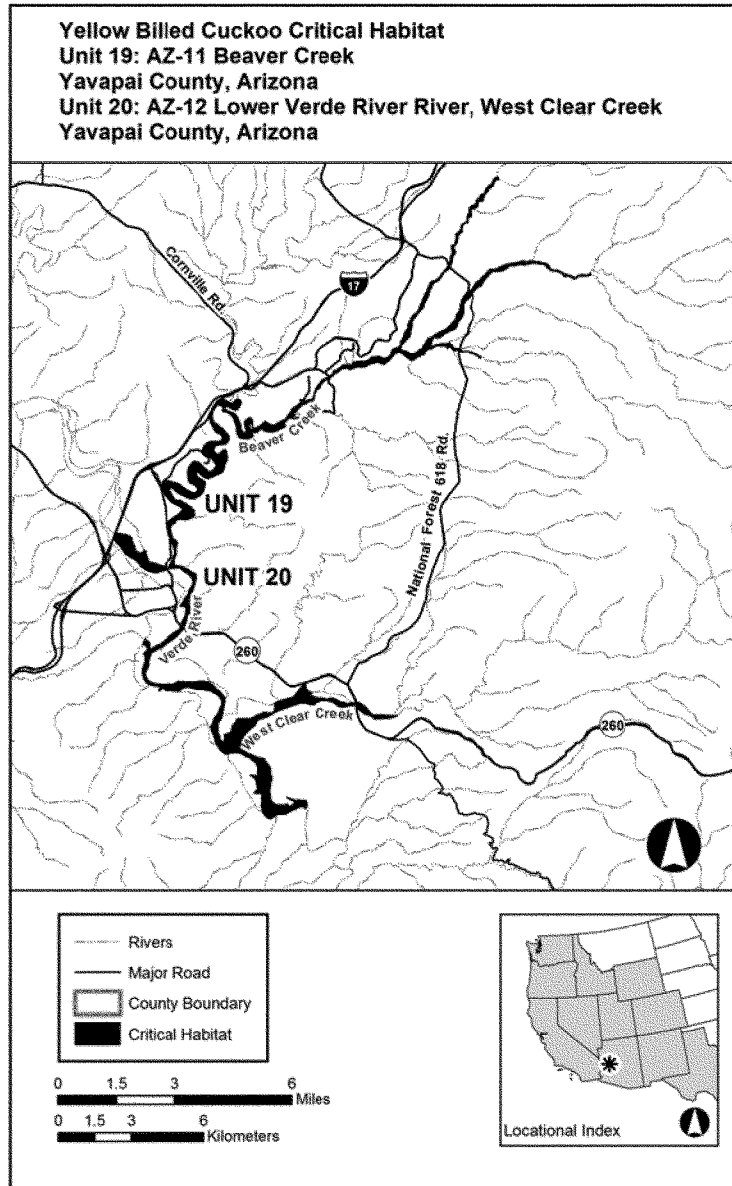 Yellow Billed Cuckoo Critical Habitat
Unit 19: AZ-11 Beaver Creek
Yavapai County, Arizona
Unit 20: AZ-12 Lower Verde River River, West Clear Creek
Yavapai County, Arizona
Cornville Rd.
17
Beaver Creek
National Forest 618 Rd.
UNIT 19
UNIT 20
Verde River
260
West Clear Creek
260
Rivers
Major Road
County Boundary
Critical Habitat
0 1.5 3 6
Miles
0 1.5 3 6
Kilometers
Locational Index